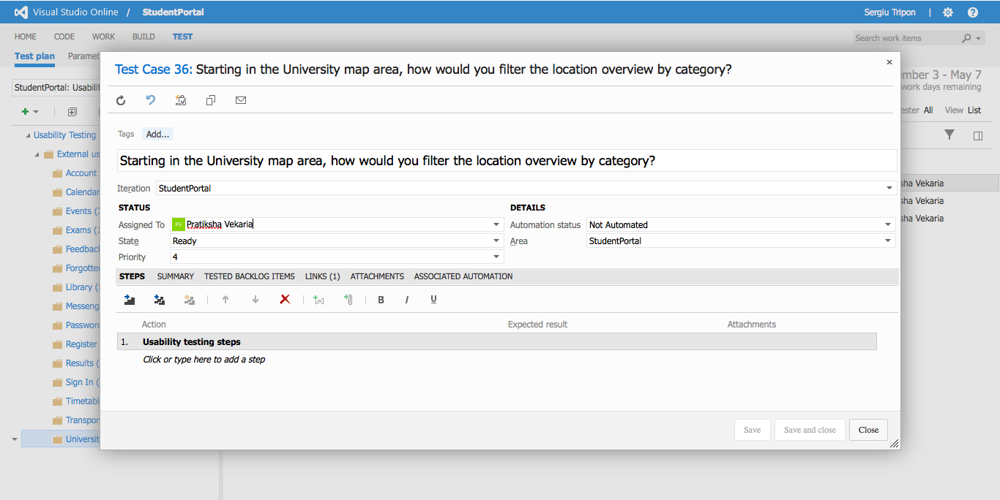 Visual Studio Online / StudentPortal Sergiu Tripon |
HOME CODE WORK BUILD TEST
Search work items
Test plan Paramet
StudentPortal: Usabilit
Usability Testing
External us
Account
Calendar
Events (
Exams (
Feedbac
Forgotte
Library (
Messeng
Password
Register
Results (
Sign In (
Timetabl
Transpor
Universit
Test Case 36: Starting in the University map area, how would you filter the location overview by category?
Tags Add...
Starting in the University map area, how would you filter the location overview by category?
Iteration StudentPortal
STATUS DETAILS
Assigned To PV Pratiksha Vekaria Automation status Not Automated
State Ready Area StudentPortal
Priority 4
STEPS SUMMARY TESTED BACKLOG ITEMS LINKS (1) ATTACHMENTS ASSOCIATED AUTOMATION
B I U
Action Expected result Attachments
1. Usability testing steps
Click or type here to add a step
Save Save and close Close
mber 3 - May 7
work days remaining
ester All View List
sha Vekaria
sha Vekaria
sha Vekaria